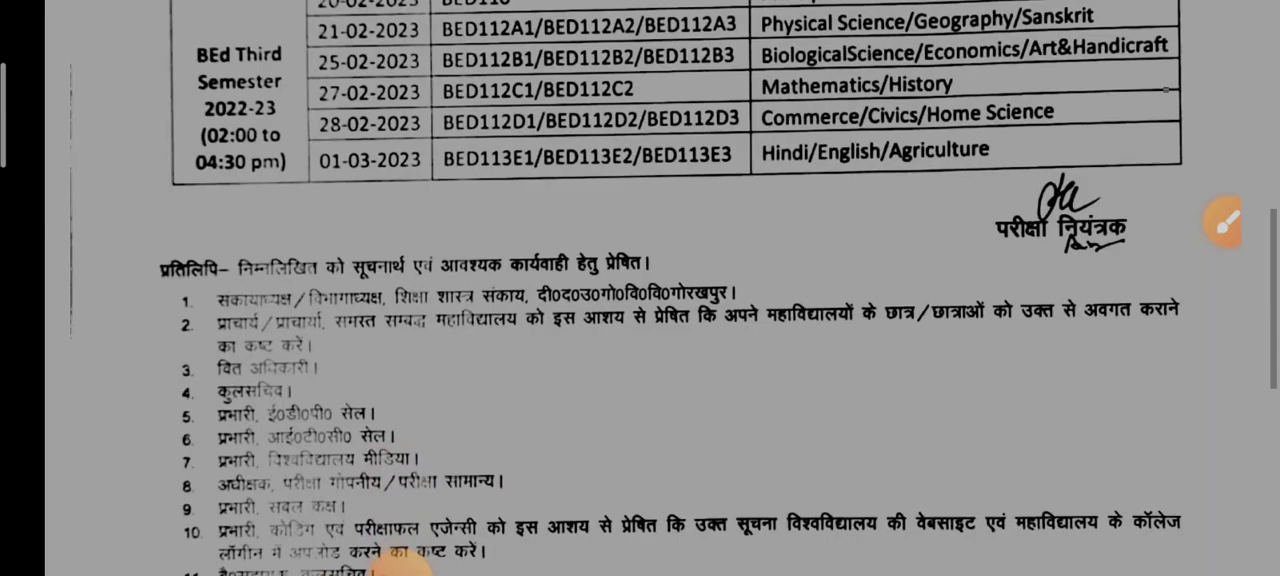 20-02-2023
21-02-2023 BED112A1/BED112A2/BED112A3 Physical Science/Geography/Sanskrit
BEd Third
Semester
2022-23
(02:00 to
04:30 pm)
25-02-2023 BED112B1/BED112B2/BED112B3 BiologicalScience/Economics/Art&Handicraft
27-02-2023 BED112C1/BED112C2 Mathematics/History
28-02-2023 BED112D1/BED112D2/BED112D3 Commerce/Civics/Home Science
01-03-2023 BED113E1/BED113E2/BED113E3 Hindi/English/Agriculture
परीक्षा नियंत्रक
प्रतिलिपि– निम्नलिखित को सूचनार्थ एवं आवश्यक कार्यवाही हेतु प्रेषित।
1. संकायाध्यक्ष/विभागाध्यक्ष, शिक्षा शास्त्र संकाय, दी0द0उ0गो0वि0वि0गोरखपुर।
2. प्राचार्य/प्राचार्या, समस्त सम्बद्ध महाविद्यालय को इस आशय से प्रेषित कि अपने महाविद्यालयों के छात्र/छात्राओं को उक्त से अवगत कराने
का कष्ट करें।
3. वित अधिकारी।
4. कुलसचिव।
5. प्रभारी, ई0डी0पी0 सेल।
6. प्रभारी, आई0टी0सी0 सेल।
7. प्रभारी, विश्वविद्यालय मीडिया।
8. अधीक्षक, परीक्षा गोपनीय/परीक्षा सामान्य।
9. प्रभारी, सबल कक्ष।
10. प्रभारी, कोडिंग एवं परीक्षाफल एजेन्सी को इस आशय से प्रेषित कि उक्त सूचना विश्वविद्यालय की वेबसाइट एवं महाविद्यालय के कॉलेज
लॉगीन में अपलोड करने का कष्ट करें।